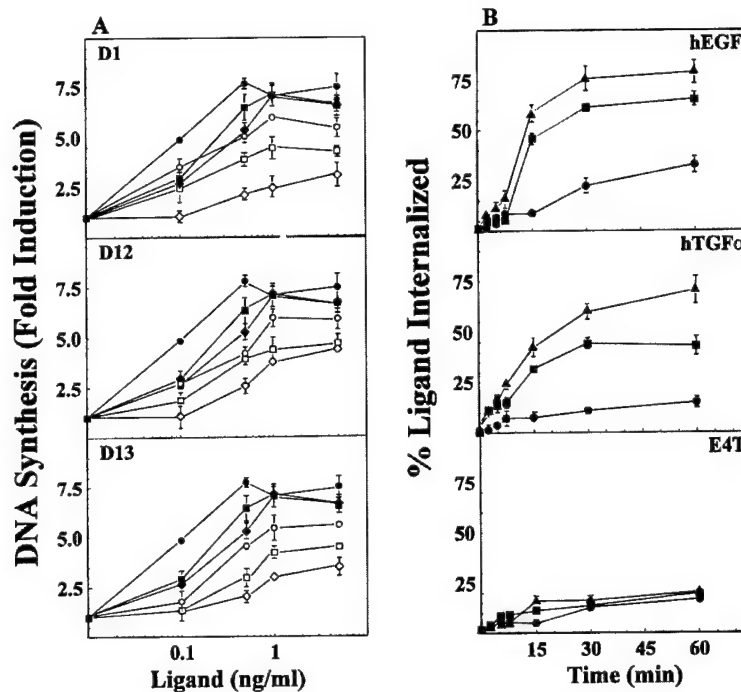 A
D1
7.5
5.0
2.5
D12
7.5
5.0
2.5
D13
7.5
5.0
2.5
0.1
1
Ligand (ng/ml)
DNA Synthesis (Fold Induction)
B
hEGF
75
50
25
hTGFα
75
50
25
E4T
75
50
25
15
30
45
60
Time (min)
% Ligand Internalized